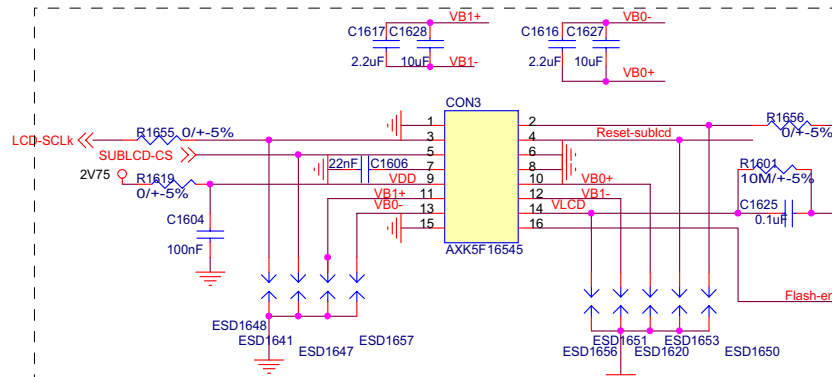 C1617 C1628 VB1+
2.2uF 10uF VB1-
C1616 C1627 VB0-
2.2uF 10uF VB0+
CON3
1 2
3 4
5 6
7 8
9 10
11 12
13 14
15 16
AXK5F16545
LCD-SCLk R1655 0/+-5%
SUBLCD-CS
22nF C1606
2V75 VDD
R1619
0/+-5% VB1+
VB0-
C1604
100nF
R1656
0/+-5%
Reset-sublcd
R1601
10M/+-5%
VB0+
VB1-
VLCD C1625
0.1uF
Flash-en
ESD1648
ESD1641 ESD1657
ESD1647
ESD1651 ESD1653
ESD1656 ESD1620 ESD1650